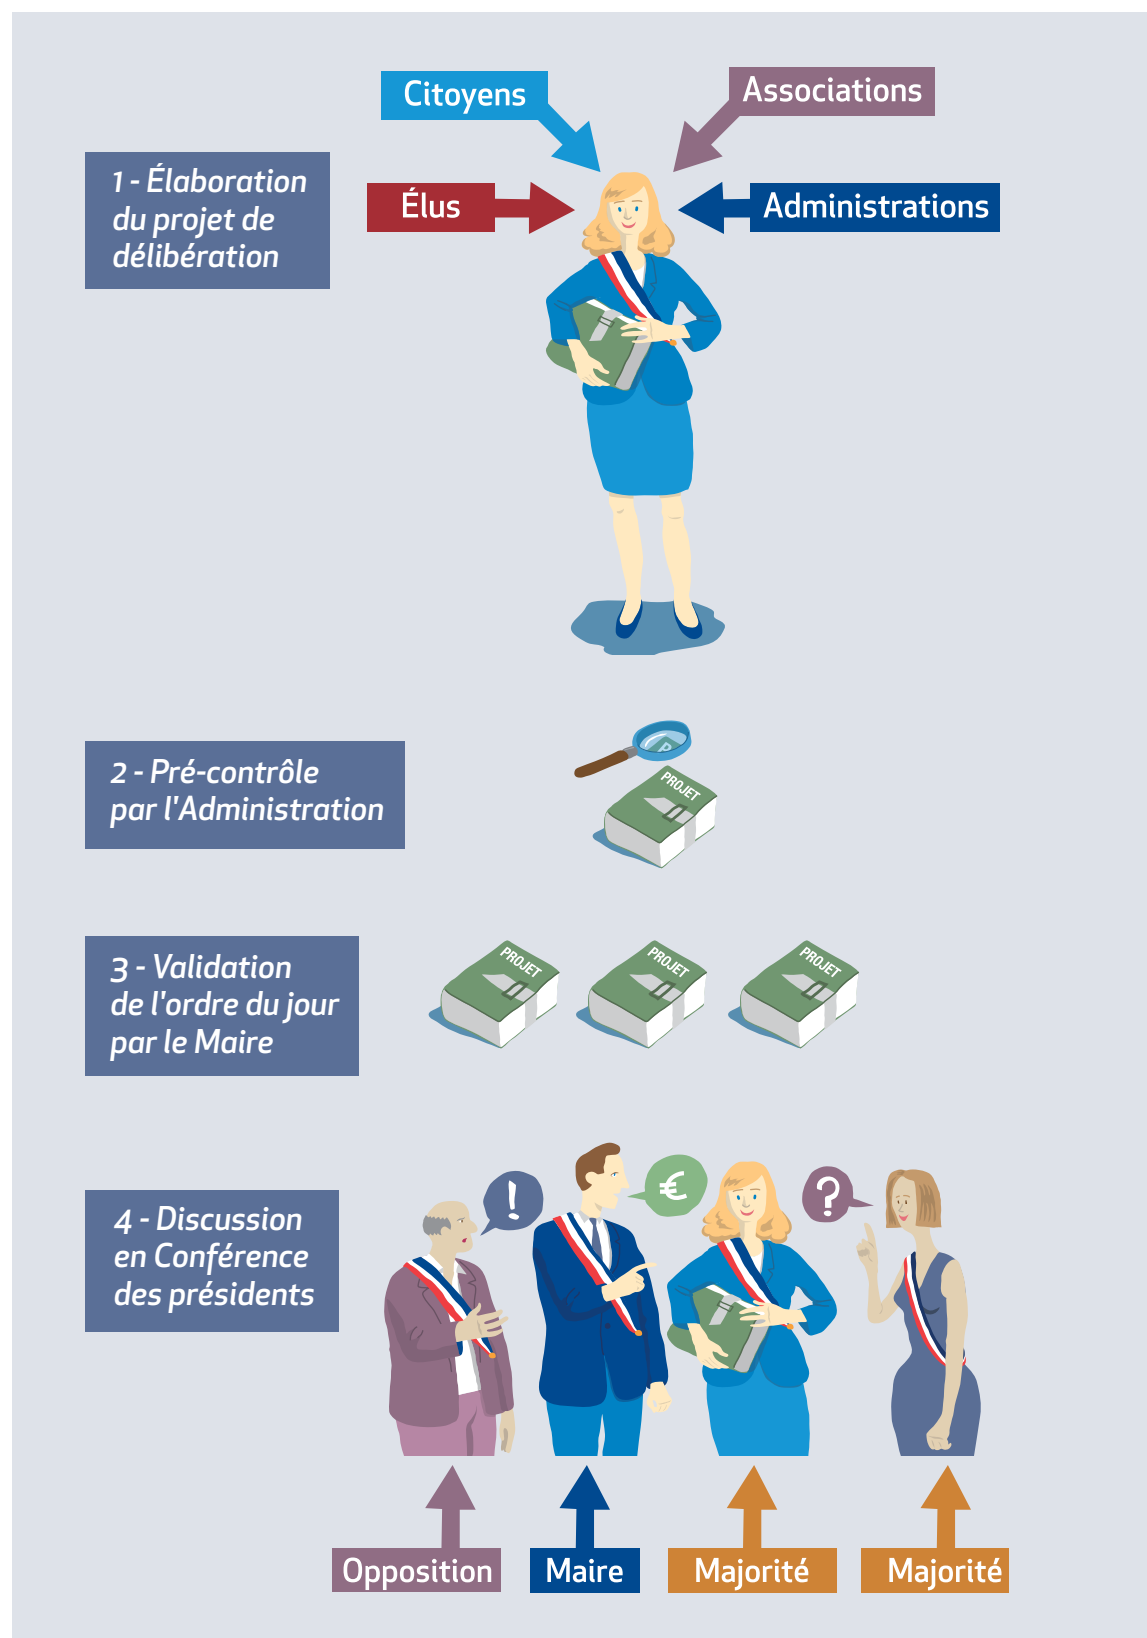 Citoyens
Associations
1 - Élaboration
du projet de
délibération
Élus
Administrations
2 - Pré-contrôle
par l'Administration
P
PROJET
3 - Validation
de l'ordre du jour
par le Maire
PROJET
PROJET
PROJET
4 - Discussion
en Conférence
des présidents
!
€
?
Opposition
Maire
Majorité
Majorité